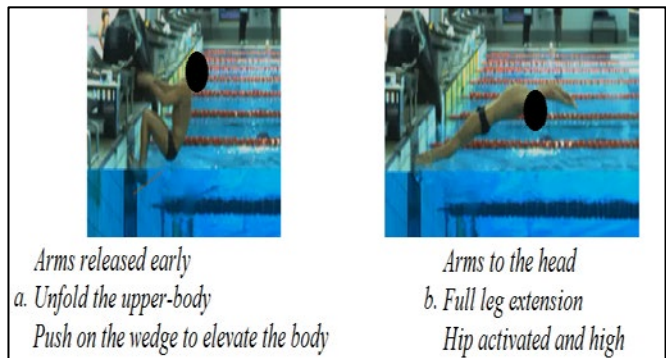 Arms released early
a. Unfold the upper-body
Push on the wedge to elevate the body
Arms to the head
b. Full leg extension
Hip activated and high